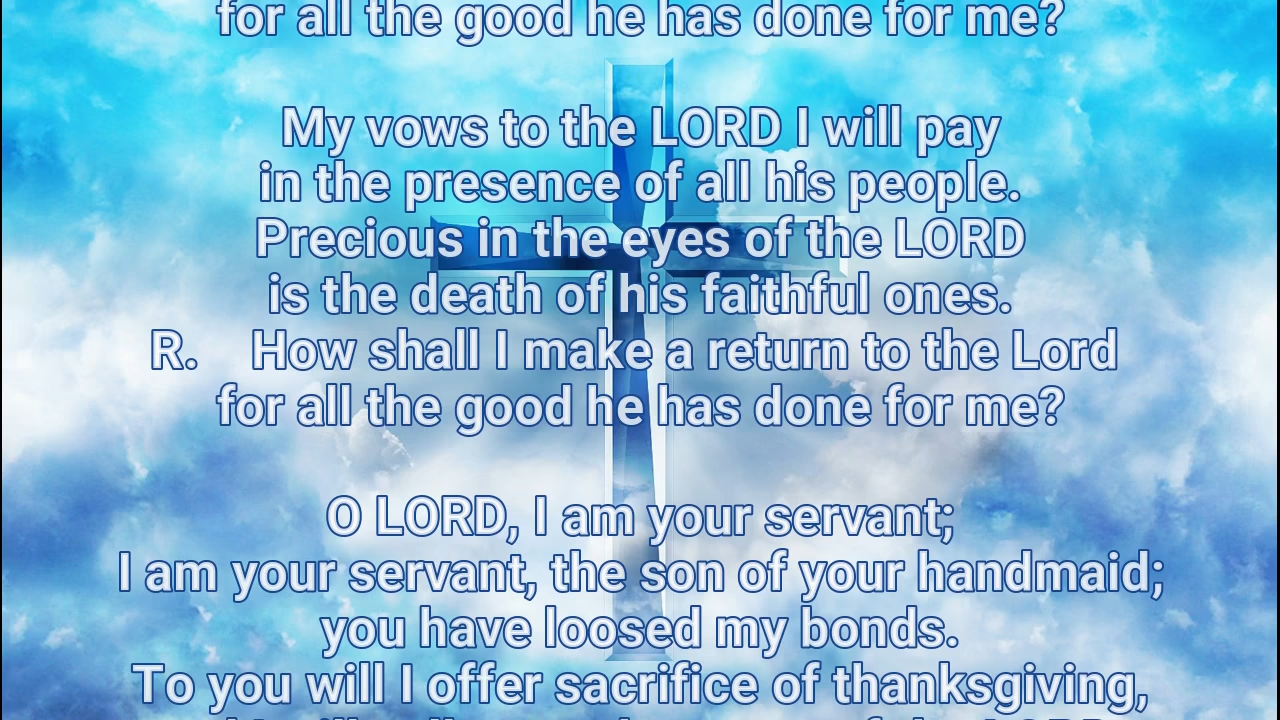 for all the good he has done for me?
My vows to the LORD I will pay
in the presence of all his people.
Precious in the eyes of the LORD
is the death of his faithful ones.
R. How shall I make a return to the Lord
for all the good he has done for me?
O LORD, I am your servant;
I am your servant, the son of your handmaid;
you have loosed my bonds.
To you will I offer sacrifice of thanksgiving,